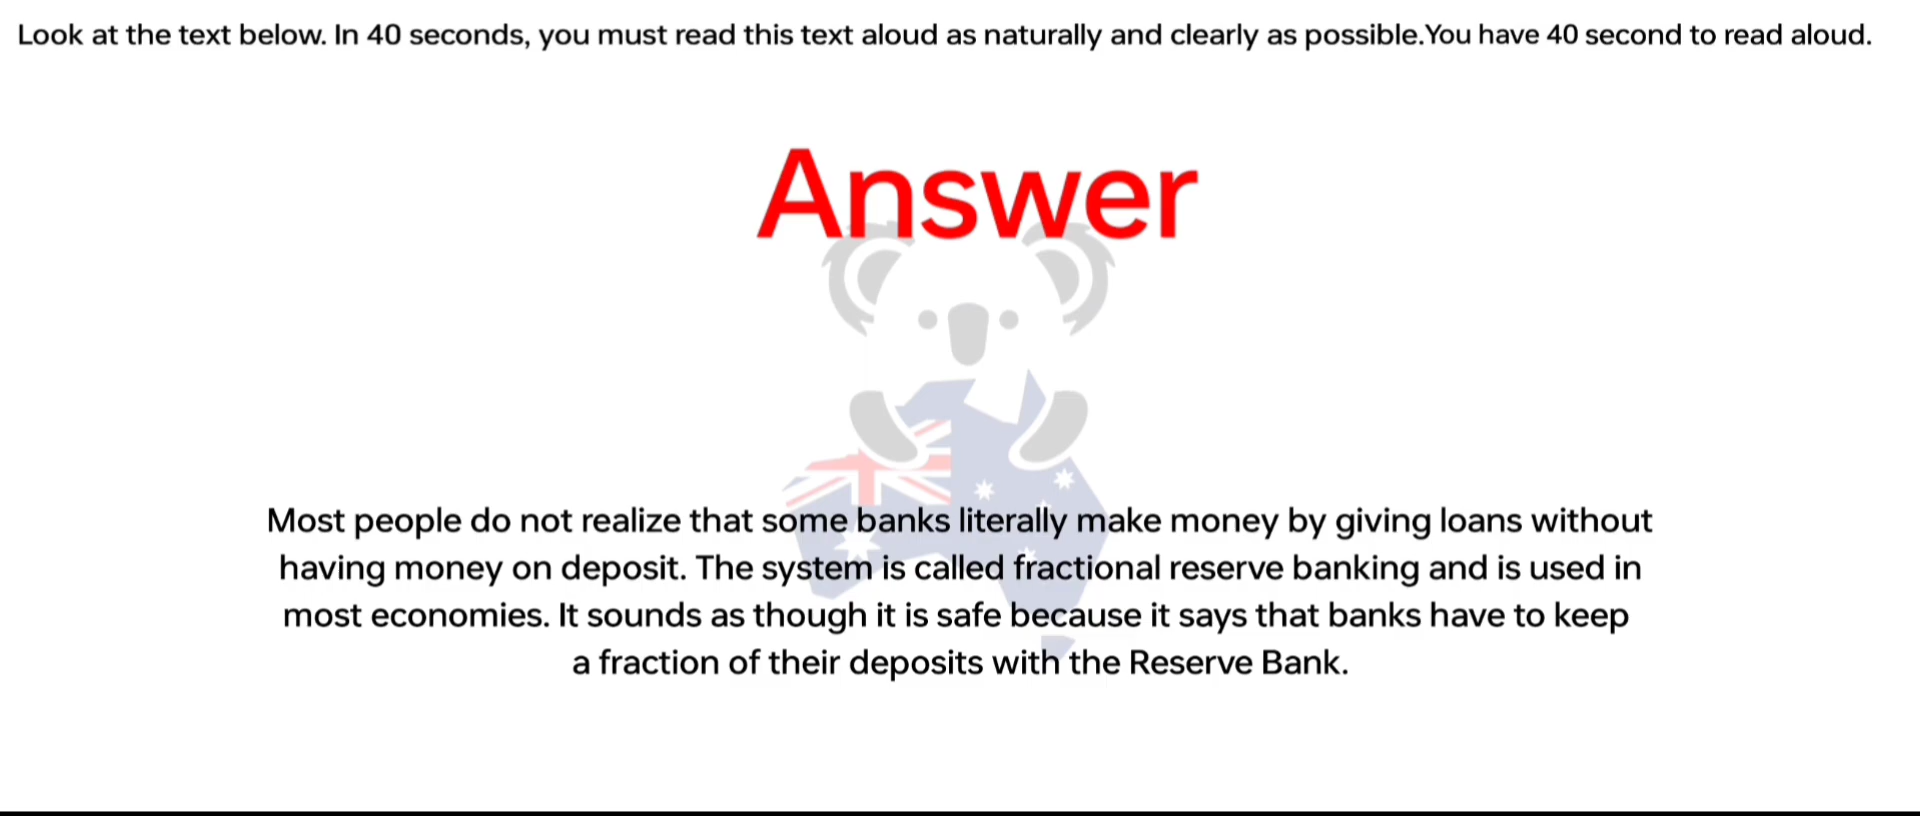 Look at the text below. In 40 seconds, you must read this text aloud as naturally and clearly as possible.You have 40 second to read aloud.
Answer
Most people do not realize that some banks literally make money by giving loans without
having money on deposit. The system is called fractional reserve banking and is used in
most economies. It sounds as though it is safe because it says that banks have to keep
a fraction of their deposits with the Reserve Bank.